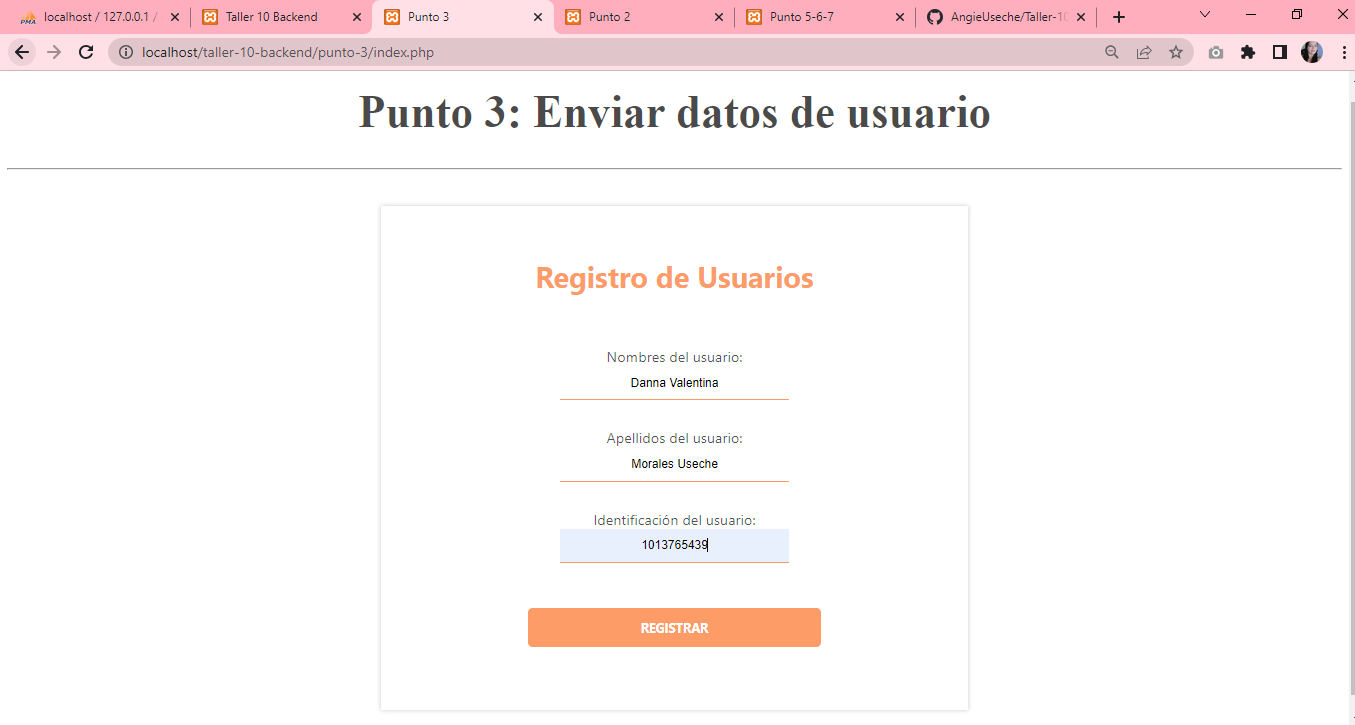 PMA localhost / 127.0.0.1 /
Taller 10 Backend
Punto 3
Punto 2
Punto 5-6-7
AngieUseche/Taller-10
localhost/taller-10-backend/punto-3/index.php
Punto 3: Enviar datos de usuario
Registro de Usuarios
Nombres del usuario:
Danna Valentina
Apellidos del usuario:
Morales Useche
Identificación del usuario:
1013765439
REGISTRAR